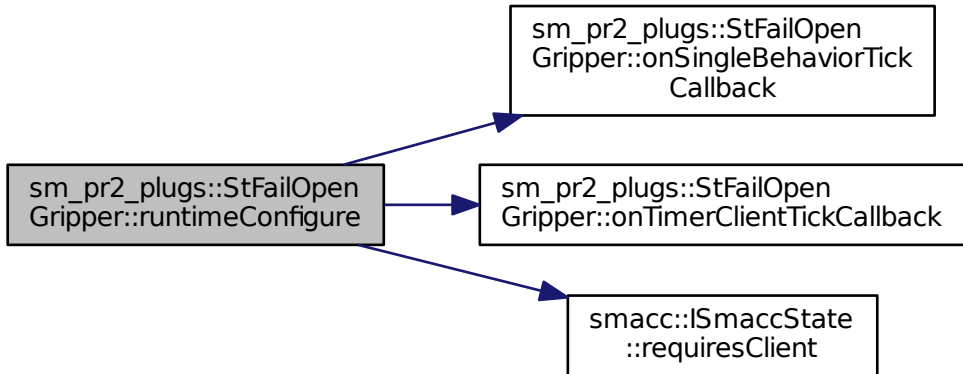 sm_pr2_plugs::StFailOpen
Gripper::runtimeConfigure
sm_pr2_plugs::StFailOpen
Gripper::onSingleBehaviorTick
Callback
sm_pr2_plugs::StFailOpen
Gripper::onTimerClientTickCallback
smacc::ISmaccState
::requiresClient